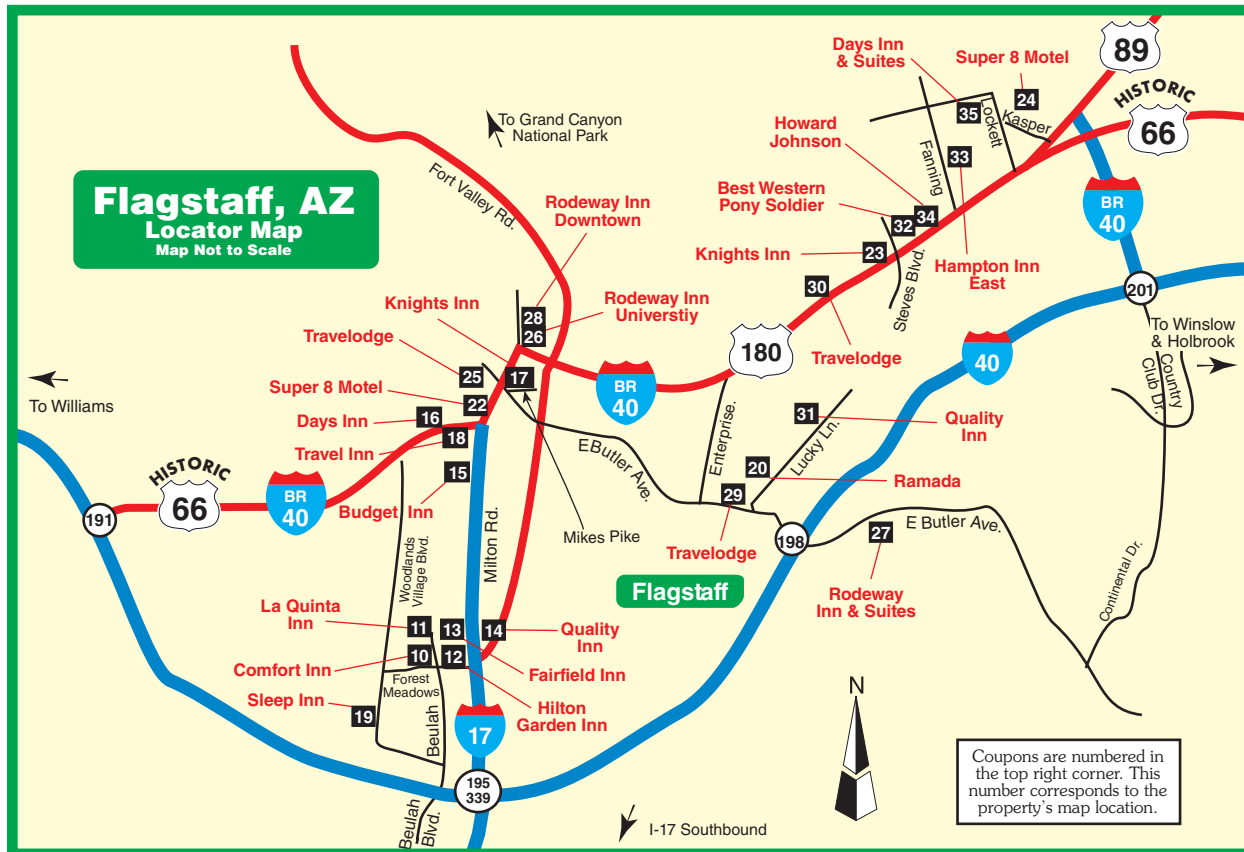 Flagstaff, AZ
Locator Map
Map Not to Scale
To Grand Canyon
National Park
Fort Valley Rd.
Rodeway Inn
Downtown
Knights Inn
28
26
Rodeway Inn
Universtiy
Travelodge
25
17
Super 8 Motel
22
Days Inn
16
Travel Inn
18
Budget Inn
15
To Williams
HISTORIC
66
BR
40
191
Mikes Pike
Milton Rd.
Woodlands
Village Blvd.
La Quinta
Inn
11
13
14
Quality
Inn
Comfort Inn
10
12
Fairfield Inn
Forest
Meadows
Sleep Inn
19
Hilton
Garden Inn
Beulah
17
195
339
Beulah
Blvd.
I-17 Southbound
BR
40
180
E Butler Ave.
Enterprise.
Lucky Ln.
31
Quality
Inn
20
Ramada
29
Travelodge
198
E Butler Ave.
27
Rodeway
Inn & Suites
Flagstaff
Days Inn
& Suites
Super 8 Motel
24
35
Lockett
Kasper
Howard
Johnson
Fanning
33
Best Western
Pony Soldier
32
34
Knights Inn
23
Steves Blvd.
Hampton Inn
East
30
Travelodge
89
HISTORIC
66
BR
40
201
40
To Winslow
& Holbrook
Country
Club Dr.
Continental Dr.
N
Coupons are numbered in
the top right corner. This
number corresponds to the
property's map location.